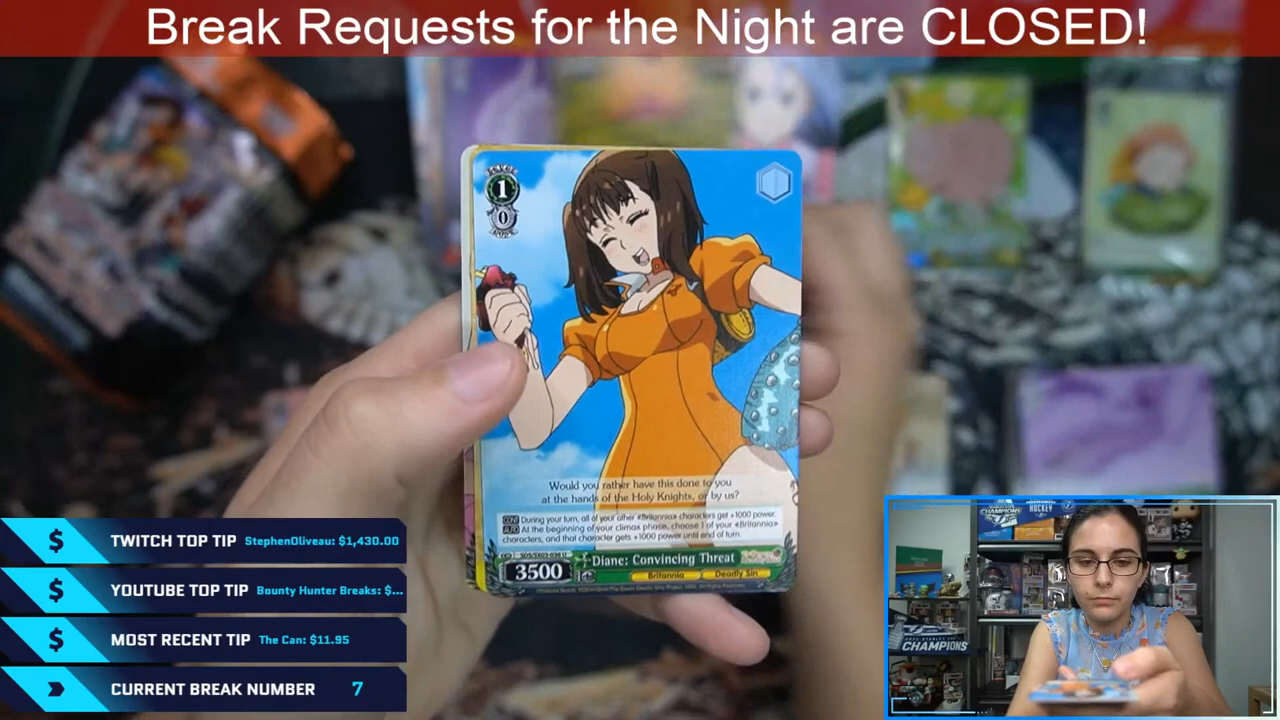 Break Requests for the Night are CLOSED!
1
0
Would you rather have this done to you
at the hands of the Holy Knights, or by us?
CONT During your turn, all of your other «Britannia» characters get +1000 power.
AUTO At the beginning of your climax phase, choose 1 of your «Britannia»
characters, and that character gets +1000 power until end of turn.
3500
Diane: Convincing Threat
Britannia
Deadly Sin
TWITCH TOP TIP StephenOliveau: $1,430.00
YOUTUBE TOP TIP Bounty Hunter Breaks: $...
MOST RECENT TIP The Can: $11.95
CURRENT BREAK NUMBER 7
CHAMPIONS
HOCKEY
CHAMPIONS